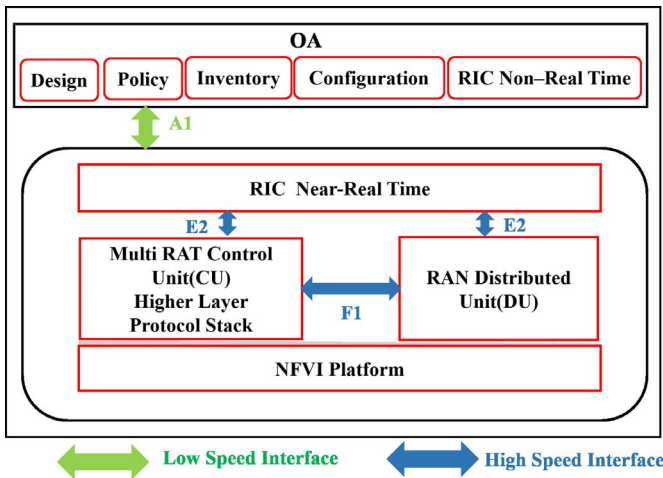 OA
Design
Policy
Inventory
Configuration
RIC Non–Real Time
A1
RIC Near-Real Time
E2
E2
Multi RAT Control
Unit(CU)
Higher Layer
Protocol Stack
F1
RAN Distributed
Unit(DU)
NFVI Platform
Low Speed Interface
High Speed Interface